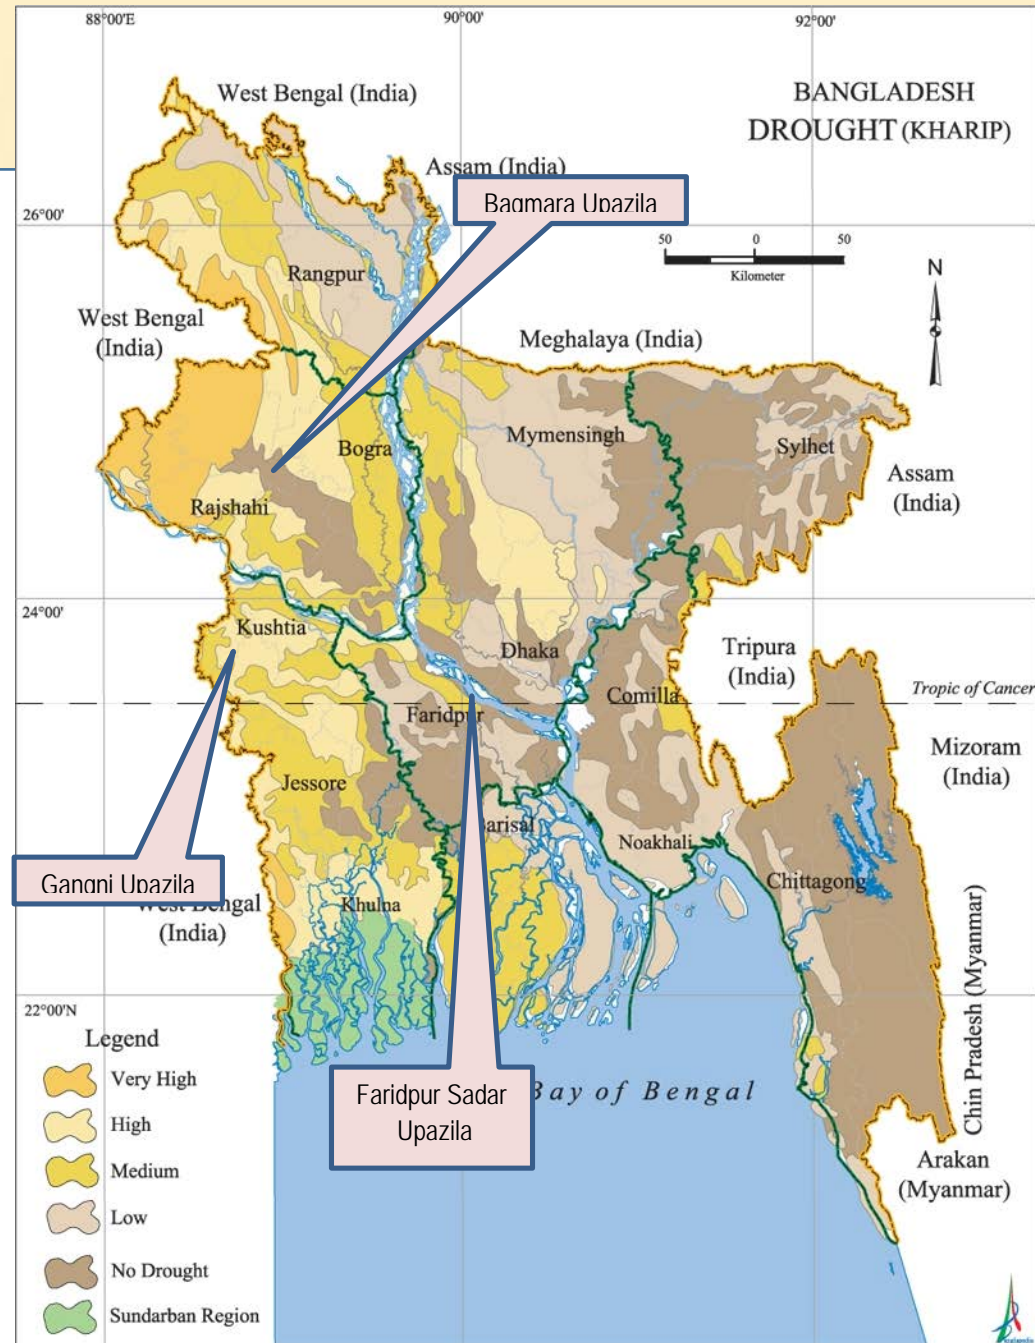 88°00'E
90°00'
92°00'
BANGLADESH
DROUGHT (KHARIP)
West Bengal (India)
Assam (India)
Bagmara Upazila
26°00'
50
0
50
Kilometer
N
Rangpur
West Bengal
(India)
Meghalaya (India)
Mymensingh
Bogra
Sylhet
Assam
(India)
Rajshahi
24°00'
Kushtia
Dhaka
Tripura
(India)
Comilla
Tropic of Cancer
Faridpur
Mizoram
(India)
Jessore
Barisal
Noakhali
Gangni Upazila
Chittagong
West Bengal
(India)
Khulna
Chin Pradesh (Myanmar)
22°00'N
Legend
Very High
High
Medium
Low
No Drought
Sundarban Region
Faridpur Sadar
Upazila
Bay of Bengal
Arakan
(Myanmar)